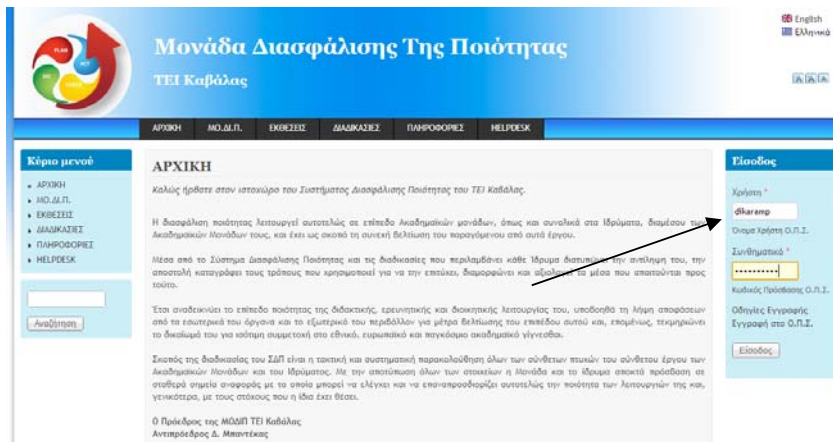 English
Ελληνικά
Μονάδα Διασφάλισης Της Ποιότητας
ΤΕΙ Καβάλας
A A A
ΑΡΧΙΚΗ ΜΟ.ΔΙ.Π. ΕΚΘΕΣΕΙΣ ΔΙΑΔΙΚΑΣΙΕΣ ΠΛΗΡΟΦΟΡΙΕΣ HELPDESK
Κύριο μενού
ΑΡΧΙΚΗ
ΜΟ.ΔΙ.Π.
ΕΚΘΕΣΕΙΣ
ΔΙΑΔΙΚΑΣΙΕΣ
ΠΛΗΡΟΦΟΡΙΕΣ
HELPDESK
Αναζήτηση
ΑΡΧΙΚΗ
Καλώς ήρθατε στον ιστοχώρο του Συστήματος Διασφάλισης Ποιότητας του ΤΕΙ Καβάλας.
Η διασφάλιση ποιότητας λειτουργεί αυτοτελώς σε επίπεδο Ακαδημαϊκών μονάδων, όπως και συνολικά στα Ιδρύματα, διαμέσου των
Ακαδημαϊκών Μονάδων τους, και έχει ως σκοπό τη συνεχή βελτίωση του παραγόμενου από αυτά έργου.
Μέσα από το Σύστημα Διασφάλισης Ποιότητας και τις διαδικασίες που περιλαμβάνει κάθε Ίδρυμα διατυπώνει την αντίληψη του, την
αποστολή καταγράφει τους τρόπους που χρησιμοποιεί για να την επιτύχει, διαμορφώνει και αξιολογεί τα μέσα που απαιτούνται προς
τούτο.
Έτσι αναδεικνύει το επίπεδο ποιότητας της διδακτικής, ερευνητικής και διοικητικής λειτουργίας του, υποβοηθά τη λήψη αποφάσεων
από τα εσωτερικά του όργανα και το εξωτερικό του περιβάλλον για μέτρα βελτίωσης του επιπέδου αυτού και, επομένως, τεκμηριώνει
το δικαίωμά του για ισότιμη συμμετοχή στο εθνικό, ευρωπαϊκό και παγκόσμιο ακαδημαϊκό γίγνεσθαι.
Σκοπός της διαδικασίας του ΣΔΠ είναι η τακτική και συστηματική παρακολούθηση όλων των σύνθετων πτυχών του σύνθετου έργου των
Ακαδημαϊκών Μονάδων και του Ιδρύματος. Με την αποτύπωση όλων των στοιχείων η Μονάδα και το ίδρυμα αποκτά πρόσβαση σε
σταθερά σημεία αναφοράς με τα οποία μπορεί να ελέγχει και να επαναπροσδιορίζει αυτοτελώς την ποιότητα των λειτουργιών της και,
γενικότερα, με τους στόχους που η ίδια έχει θέσει.
Ο Πρόεδρος της ΜΟΔΙΠ ΤΕΙ Καβάλας
Αντιπρόεδρος Δ. Μπαντέκας
Είσοδος
Χρήστη *
dikaramp
Όνομα Χρήστη Ο.Π.Σ.
Συνθηματικό *
Κωδικός Πρόσβασης Ο.Π.Σ.
Οδηγίες Εγγραφής
Εγγραφή στο Ο.Π.Σ.
Είσοδος